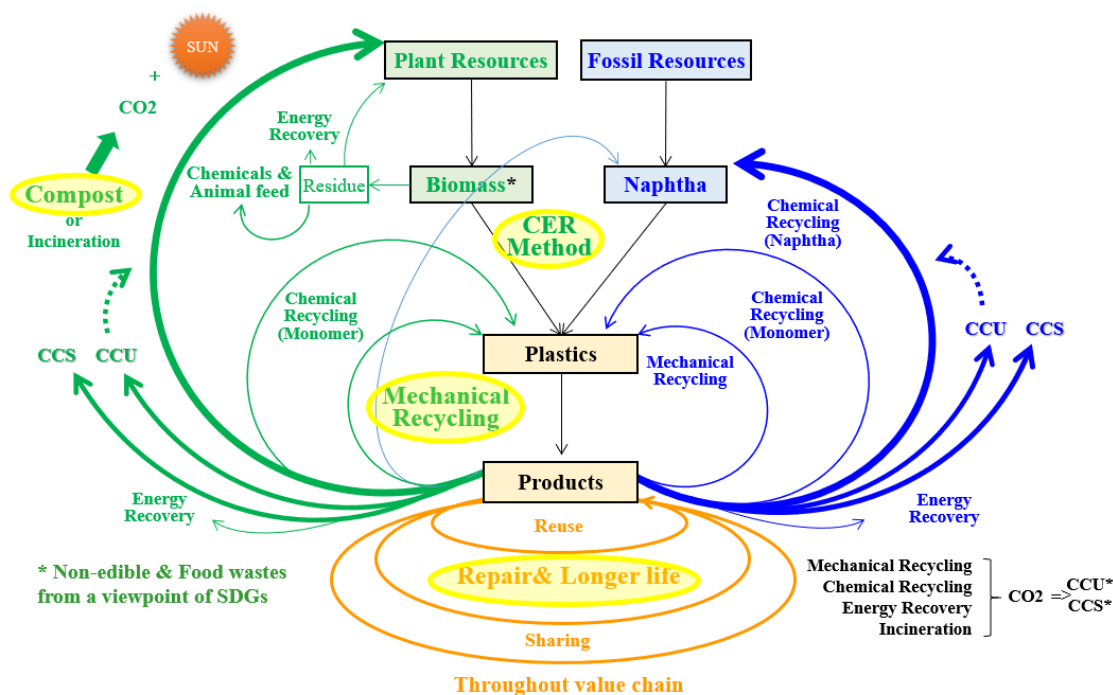 SUN
+
CO2
Plant Resources
Fossil Resources
Energy
Recovery
Chemicals &
Animal feed
Residue
Biomass*
Naphtha
Compost
or
Incineration
CER
Method
Chemical
Recycling
(Naphtha)
Chemical
Recycling
(Monomer)
Chemical
Recycling
(Monomer)
CCS
CCU
Plastics
Mechanical
Recycling
CCU
CCS
Mechanical
Recycling
Products
Energy
Recovery
Energy
Recovery
Reuse
Repair& Longer life
Sharing
Throughout value chain
* Non-edible & Food wastes
from a viewpoint of SDGs
Mechanical Recycling
Chemical Recycling
Energy Recovery
Incineration
CO2 => CCU*
CCS*